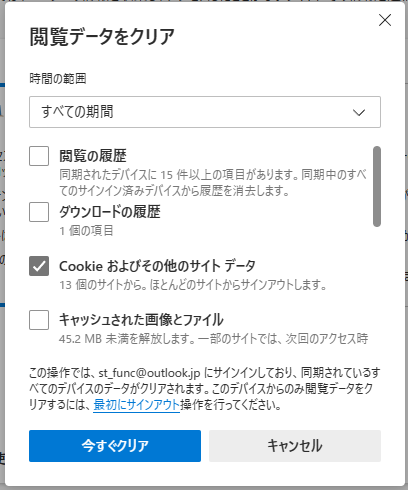 閲覧データをクリア
時間の範囲
すべての期間
閲覧の履歴
同期されたデバイスに 15 件以上の項目があります。同期中のすべ
てのサインイン済みデバイスから履歴を消去します。
ダウンロードの履歴
1 個の項目
Cookie およびその他のサイト データ
13 個のサイトから。ほとんどのサイトからサインアウトします。
キャッシュされた画像とファイル
45.2 MB 未満を解放します。一部のサイトでは、次回のアクセス時
この操作では、st_func@outlook.jp にサインインしており、同期されている
すべてのデバイスのデータがクリアされます。このデバイスからのみ閲覧データをク
リアするには、最初にサインアウト操作を行ってください。
今すぐクリア
キャンセル